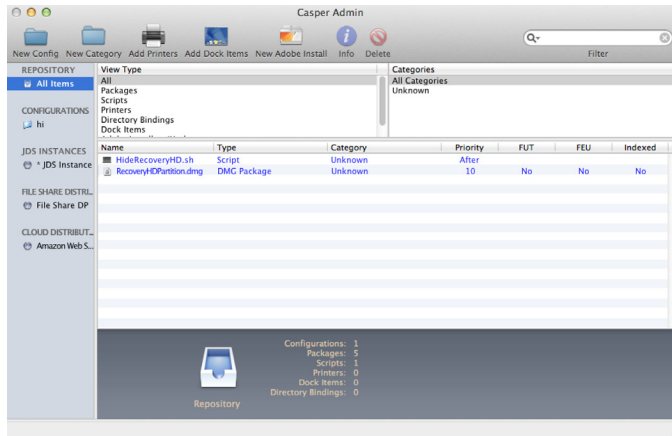 Casper Admin
New Config New Category Add Printers Add Dock Items New Adobe Install Info Delete Filter
REPOSITORY
All Items
CONFIGURATIONS
hi
JDS INSTANCES
* JDS Instance
FILE SHARE DISTRI...
File Share DP
CLOUD DISTRIBUT...
Amazon Web S...
View Type
All
Packages
Scripts
Printers
Directory Bindings
Dock Items
Categories
All Categories
Unknown
Name Type Category Priority FUT FEU Indexed
HideRecoveryHD.sh Script Unknown After
RecoveryHDPartition.dmg DMG Package Unknown 10 No No No
Repository
Configurations: 1
Packages: 5
Scripts: 1
Printers: 0
Dock Items: 0
Directory Bindings: 0